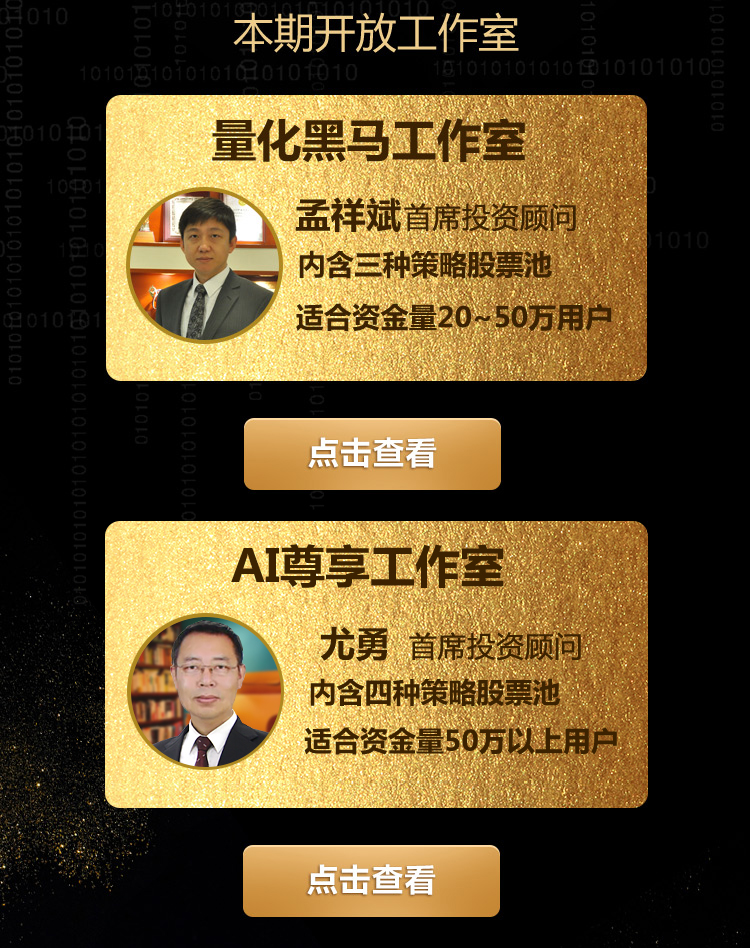 本期开放工作室
量化黑马工作室
孟祥斌首席投资顾问
内含三种策略股票池
适合资金量20~50万用户
点击查看
AI尊享工作室
尤勇 首席投资顾问
内含四种策略股票池
适合资金量50万以上用户
点击查看